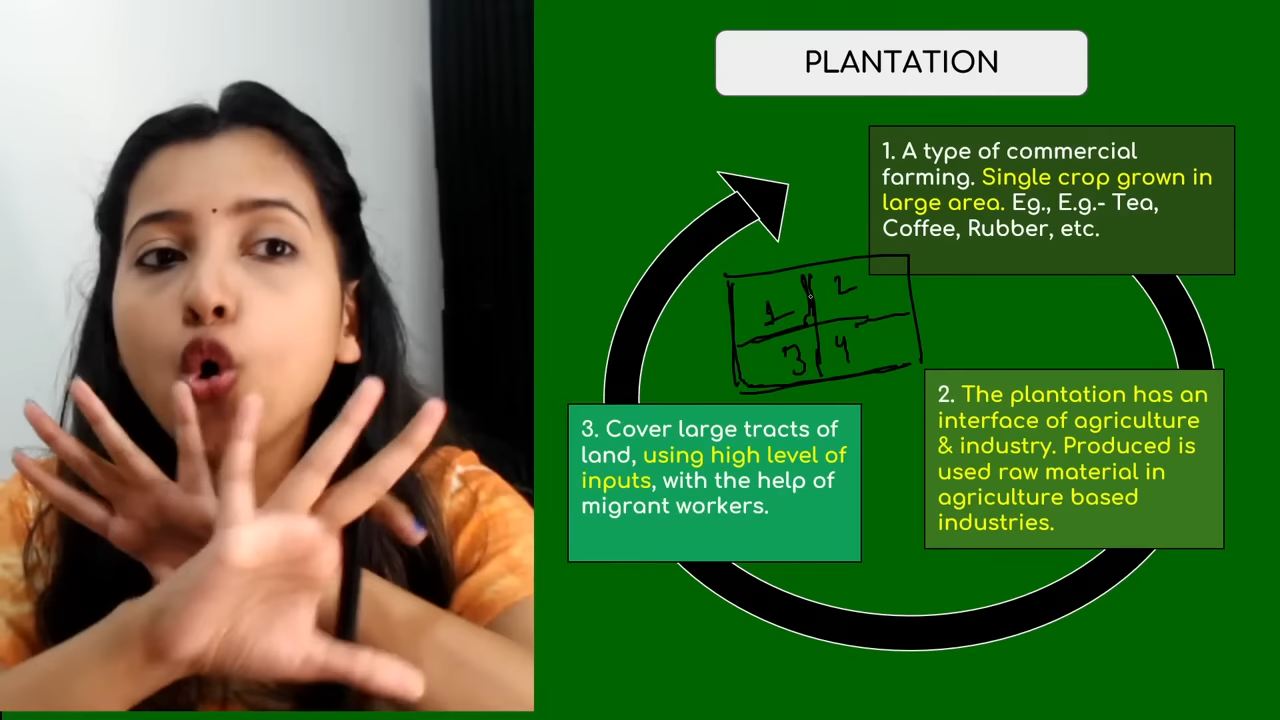 PLANTATION
1. A type of commercial
farming. Single crop grown in
large area. Eg., E.g.- Tea,
Coffee, Rubber, etc.
1 2
3 4
2. The plantation has an
interface of agriculture
& industry. Produced is
used raw material in
agriculture based
industries.
3. Cover large tracts of
land, using high level of
inputs, with the help of
migrant workers.